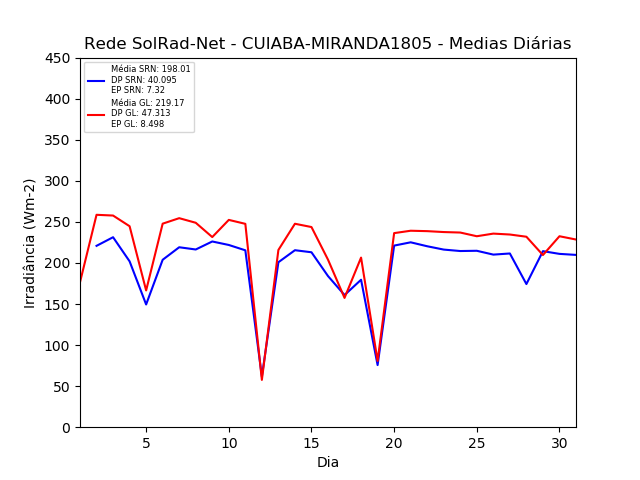 Rede SolRad-Net - CUIABA-MIRANDA1805 - Medias Diárias
450
400
350
300
250
200
150
100
50
0
Irradiância (Wm-2)
Média SRN: 198.01
DP SRN: 40.095
EP SRN: 7.32
Média GL: 219.17
DP GL: 47.313
EP GL: 8.498
5
10
15
20
25
30
Dia